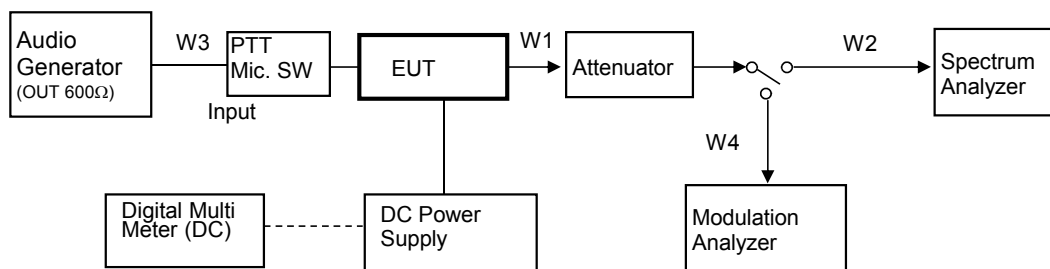 Audio
Generator
(OUT 600Ω)
W3
PTT
Mic. SW
Input
EUT
W1
Attenuator
W2
Spectrum
Analyzer
W4
Digital Multi
Meter (DC)
DC Power
Supply
Modulation
Analyzer